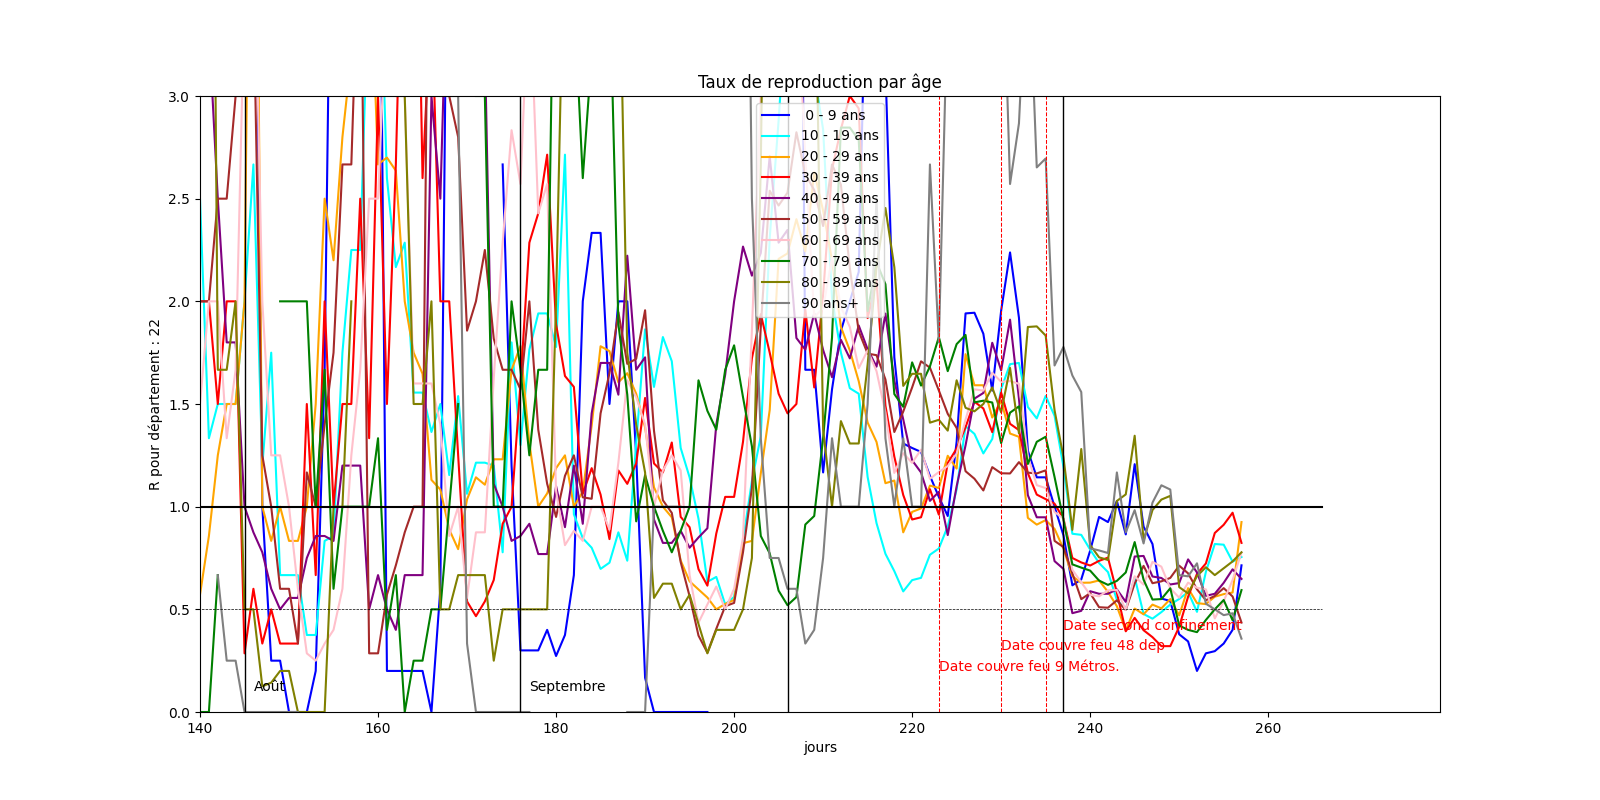 Taux de reproduction par âge
R pour département : 22
3.0
2.5
2.0
1.5
1.0
0.5
0.0
0 - 9 ans
10 - 19 ans
20 - 29 ans
30 - 39 ans
40 - 49 ans
50 - 59 ans
60 - 69 ans
70 - 79 ans
80 - 89 ans
90 ans+
Date second confinement
Date couvre feu 48 dep
Date couvre feu 9 Métros.
Août
Septembre
140
160
180
200
220
240
260
jours